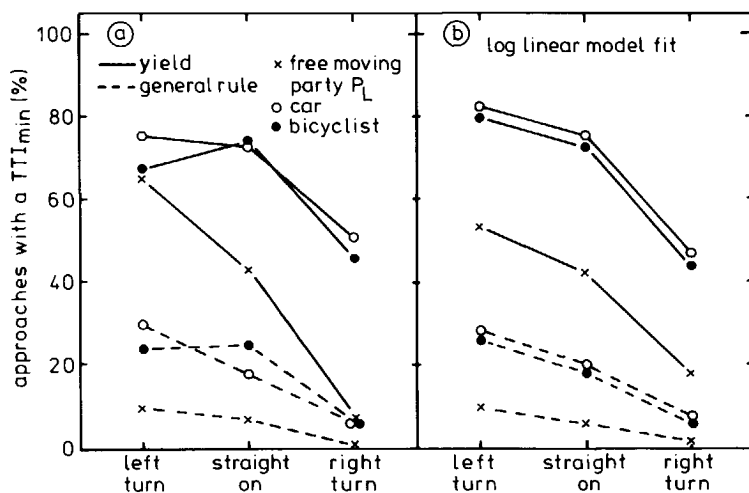 approaches with a TTImin (%)
100
80
60
40
20
0
a
yield
general rule
free moving
party PL
car
bicyclist
left
turn
straight
on
right
turn
b
log linear model fit
left
turn
straight
on
right
turn